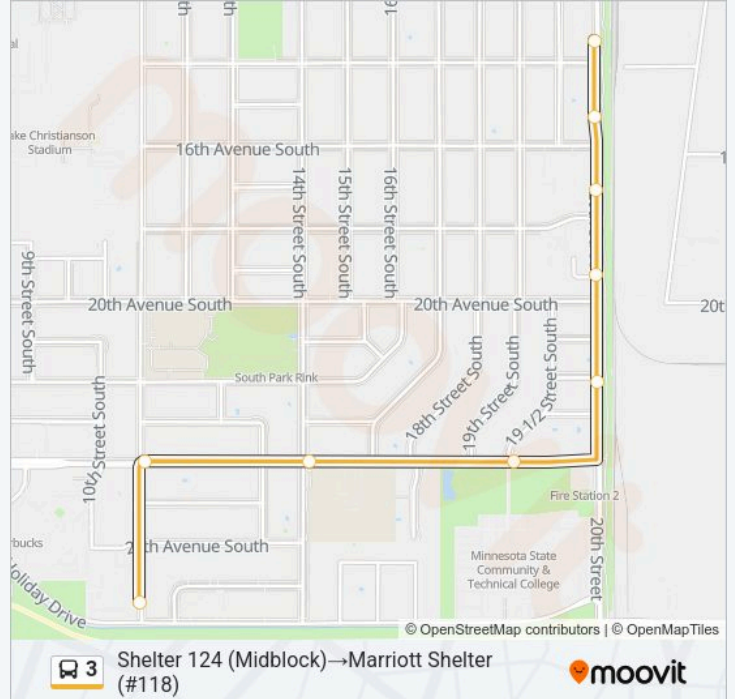 16th Avenue South
ake Christianson
Stadium
14th Street South
15th Street South
16th Street South
9th Street South
20th Avenue South
20th Avenue South
20t
South Park Rink
18th Street South
19th Street South
19 1/2 Street South
10th Street South
Fire Station 2
th Avenue South
Minnesota State
Community &
Technical College
20th Street
Holiday Drive
© OpenStreetMap contributors | © OpenMapTiles
3
Shelter 124 (Midblock)→Marriott Shelter
(#118)
moovit
moovit